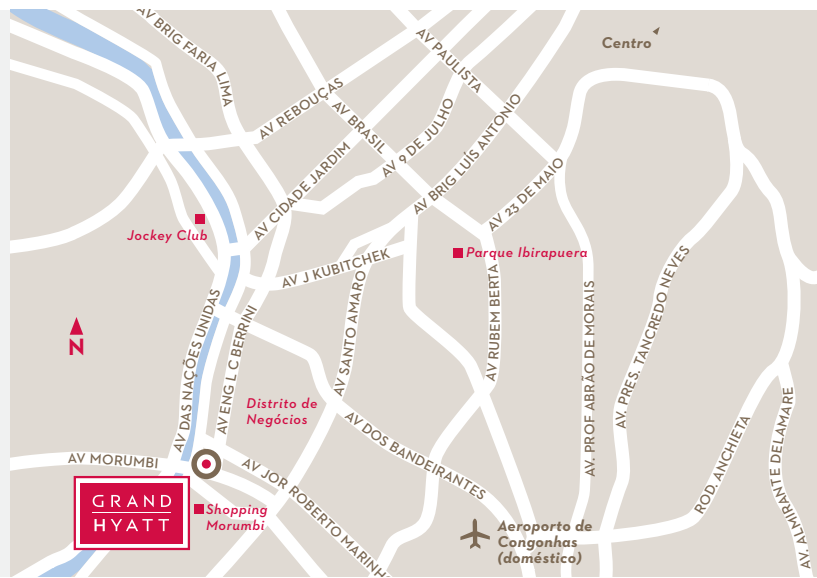 AV BRIG FARIA LIMA
AV PAULISTA
Centro
AV REBOUÇAS
AV BRASIL
AV 9 DE JULHO
AV BRIG LUÍS ANTONIO
AV CIDADE JARDIM
AV 23 DE MAIO
Jockey Club
Parque Ibirapuera
AV J KUBITCHEK
AV SANTO AMARO
AV RUBEM BERTA
AV. PROF ABRÃO DE MORAIS
AV. PRES. TANCREDO NEVES
N
AV DAS NAÇÕES UNIDAS
AV ENG L C BERRINI
Distrito de
Negócios
AV DOS BANDEIRANTES
ROD. ANCHIETA
AV. ALMIRANTE DELAMARE
AV MORUMBI
AV JOR ROBERTO MARINH
GRAND
HYATT
Shopping
Morumbi
Aeroporto de
Congonhas
(doméstico)